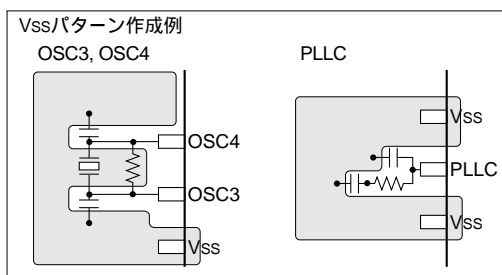 Vssパターン作成例
OSC3, OSC4
PLLC
OSC4
OSC3
Vss
Vss
PLLC
Vss